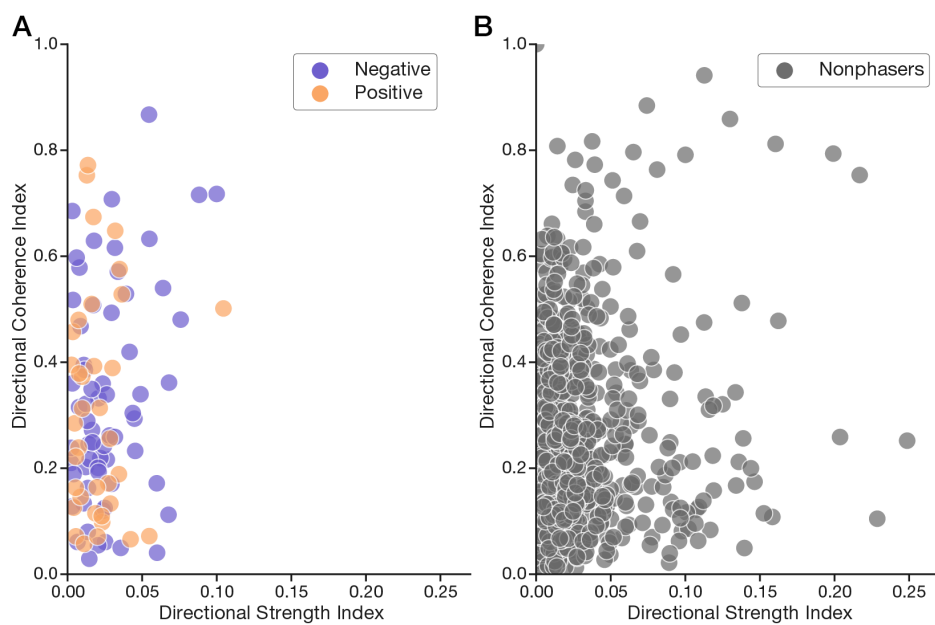 A
B
1.0
0.8
0.6
0.4
0.2
0.0
Directional Coherence Index
Negative
Positive
0.00 0.05 0.10 0.15 0.20 0.25
Directional Strength Index
1.0
0.8
0.6
0.4
0.2
0.0
Directional Coherence Index
Nonphasers
0.00 0.05 0.10 0.15 0.20 0.25
Directional Strength Index